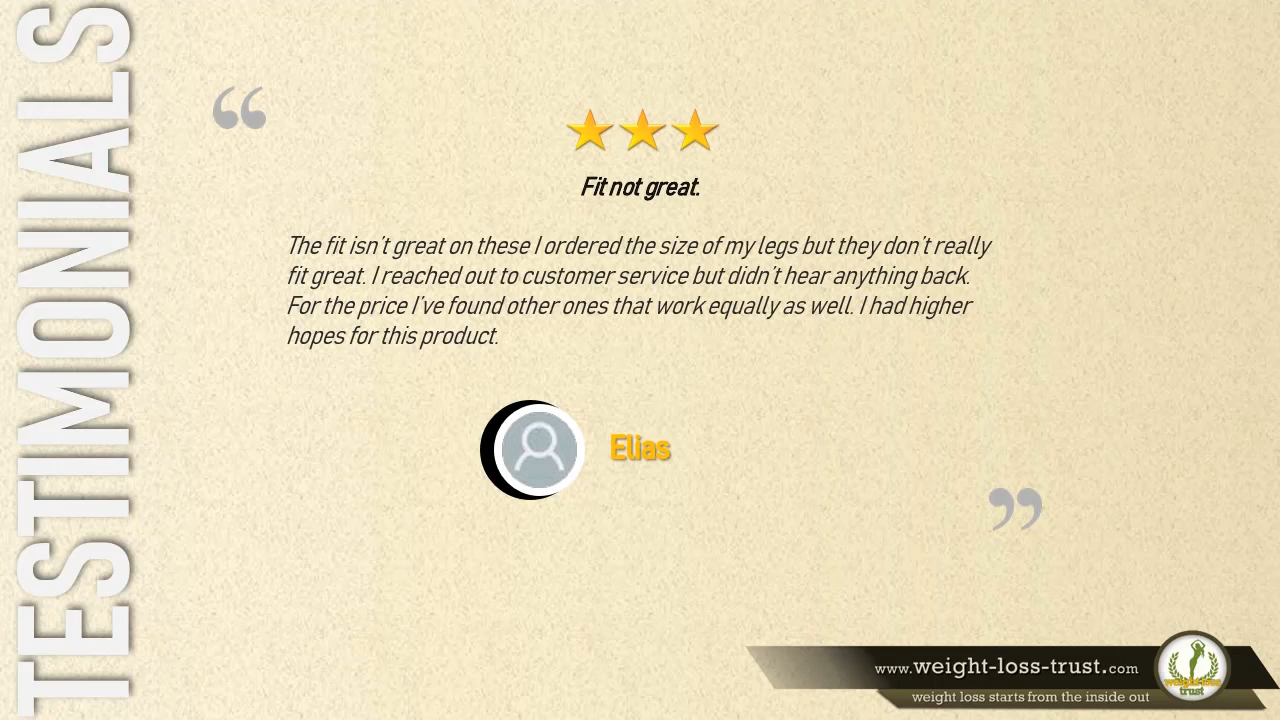 TESTIMONIALS
“
Fit not great.
The fit isn't great on these I ordered the size of my legs but they don't really
fit great. I reached out to customer service but didn't hear anything back.
For the price I've found other ones that work equally as well. I had higher
hopes for this product.
Elias
”
www.weight-loss-trust.com
weight loss starts from the inside out
weight loss
trust